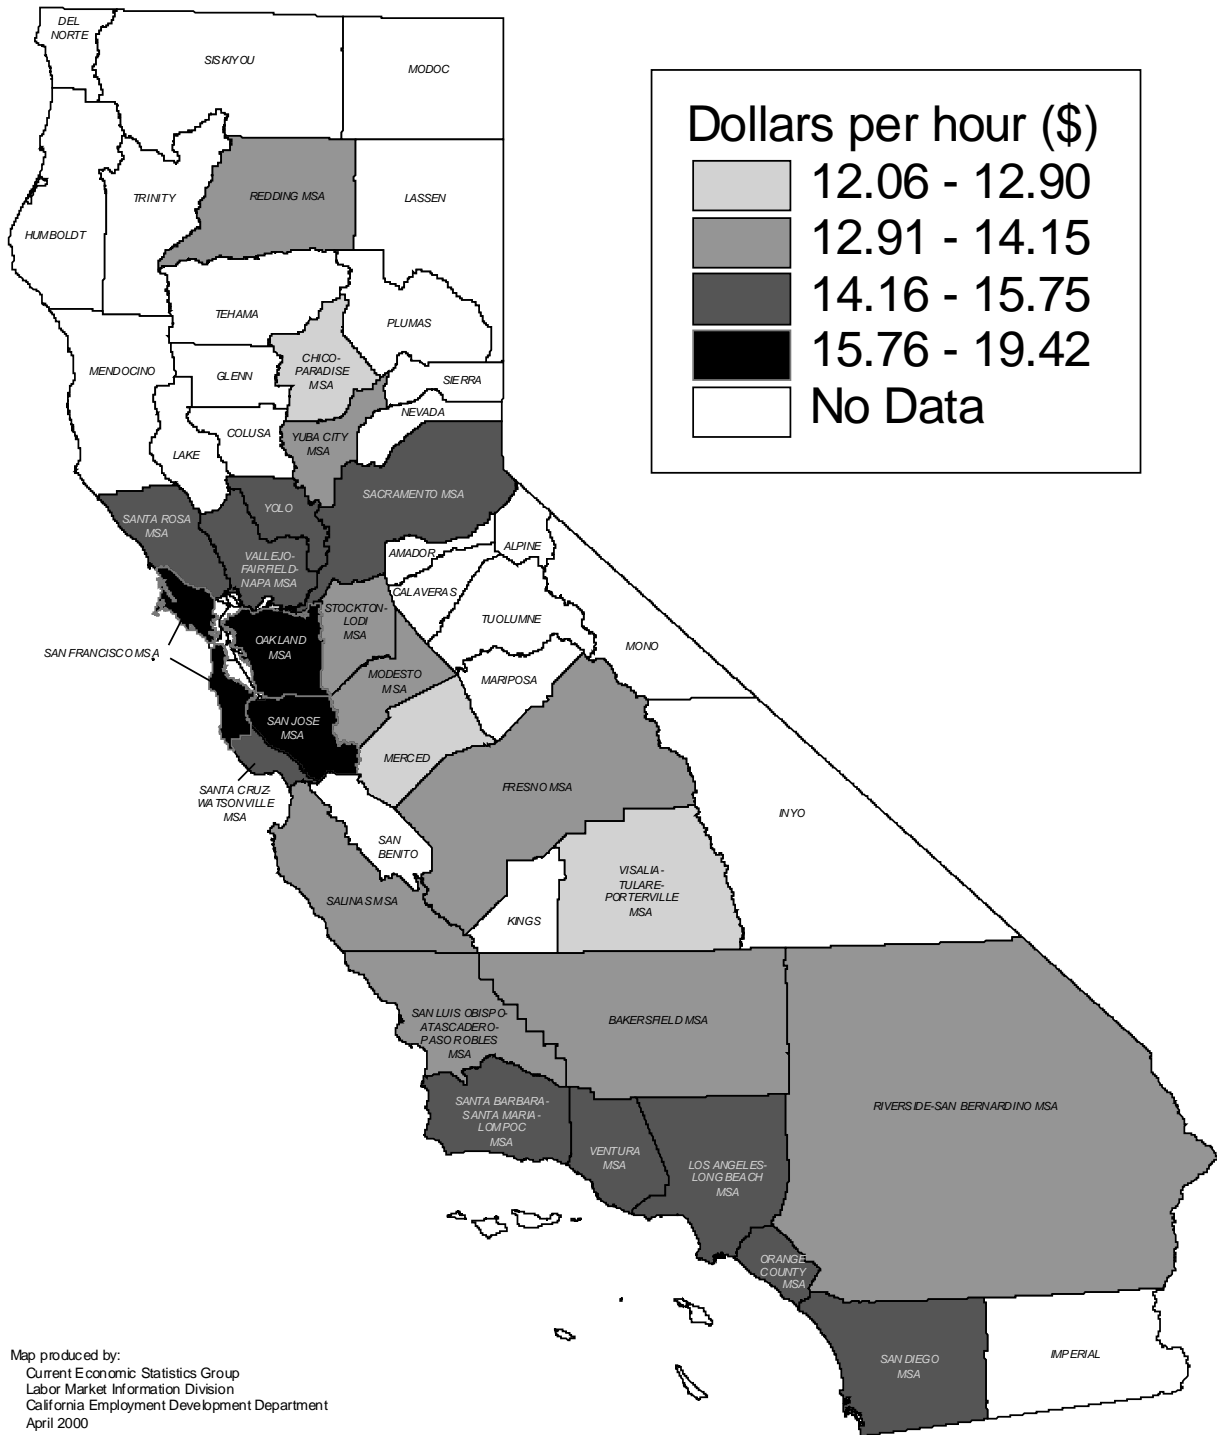 DEL
NORTE
SISKIYOU
MODOC
Dollars per hour ($)
12.06 - 12.90
12.91 - 14.15
14.16 - 15.75
15.76 - 19.42
No Data
TRINITY
REDDING MSA
LASSEN
HUMBOLDT
TEHAMA
PLUMAS
MENDOCINO
GLENN
CHICO-
PARADISE
MSA
SIERRA
NEVADA
COLUSA
YUBA CITY
MSA
LAKE
SACRAMENTO MSA
YOLO
SANTA ROSA
MSA
VALLEJO-
FAIRFIELD-
NAPA MSA
AMADOR
ALPINE
CALAVERAS
STOCKTON-
LODI
MSA
TUOLUMNE
MONO
OAKLAND
MSA
SAN FRANCISCO MSA
MODESTO
MSA
MARIPOSA
SAN JOSE
MSA
MERCED
SANTA CRUZ-
WATSONVILLE
MSA
FRESNO MSA
INYO
SAN
BENITO
VISALIA-
TULARE-
PORTERVILLE
MSA
SALINAS MSA
KINGS
SAN LUIS OBISPO-
ATASCADERO-
PASO ROBLES
MSA
BAKERSFIELD MSA
SANTA BARBARA-
SANTA MARIA-
LOMPOC
MSA
RIVERSIDE-SAN BERNARDINO MSA
VENTURA
MSA
LOS ANGELES-
LONG BEACH
MSA
ORANGE
COUNTY
MSA
SAN DIEGO
MSA
IMPERIAL
Map produced by:
Current Economic Statistics Group
Labor Market Information Division
California Employment Development Department
April 2000